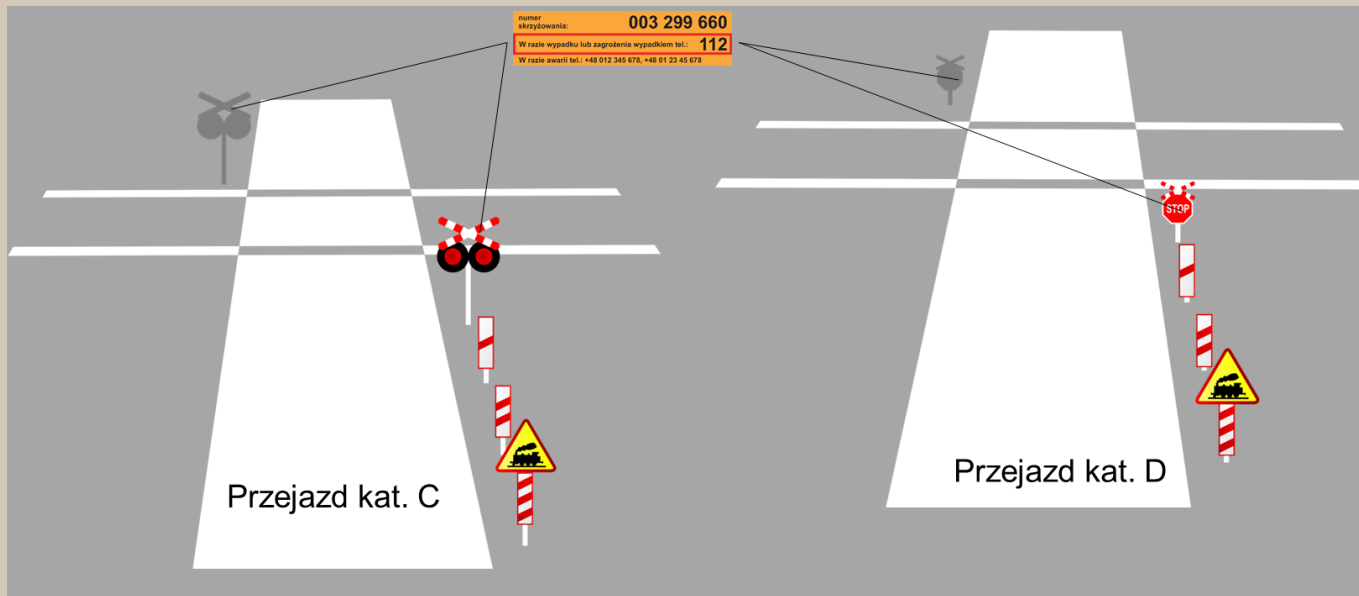 numer
skrzyżowania: 003 299 660
W razie wypadku lub zagrożenia wypadkiem tel.: 112
W razie awarii tel.: +48 012 345 678, +48 01 23 45 678
STOP
Przejazd kat. C
Przejazd kat. D